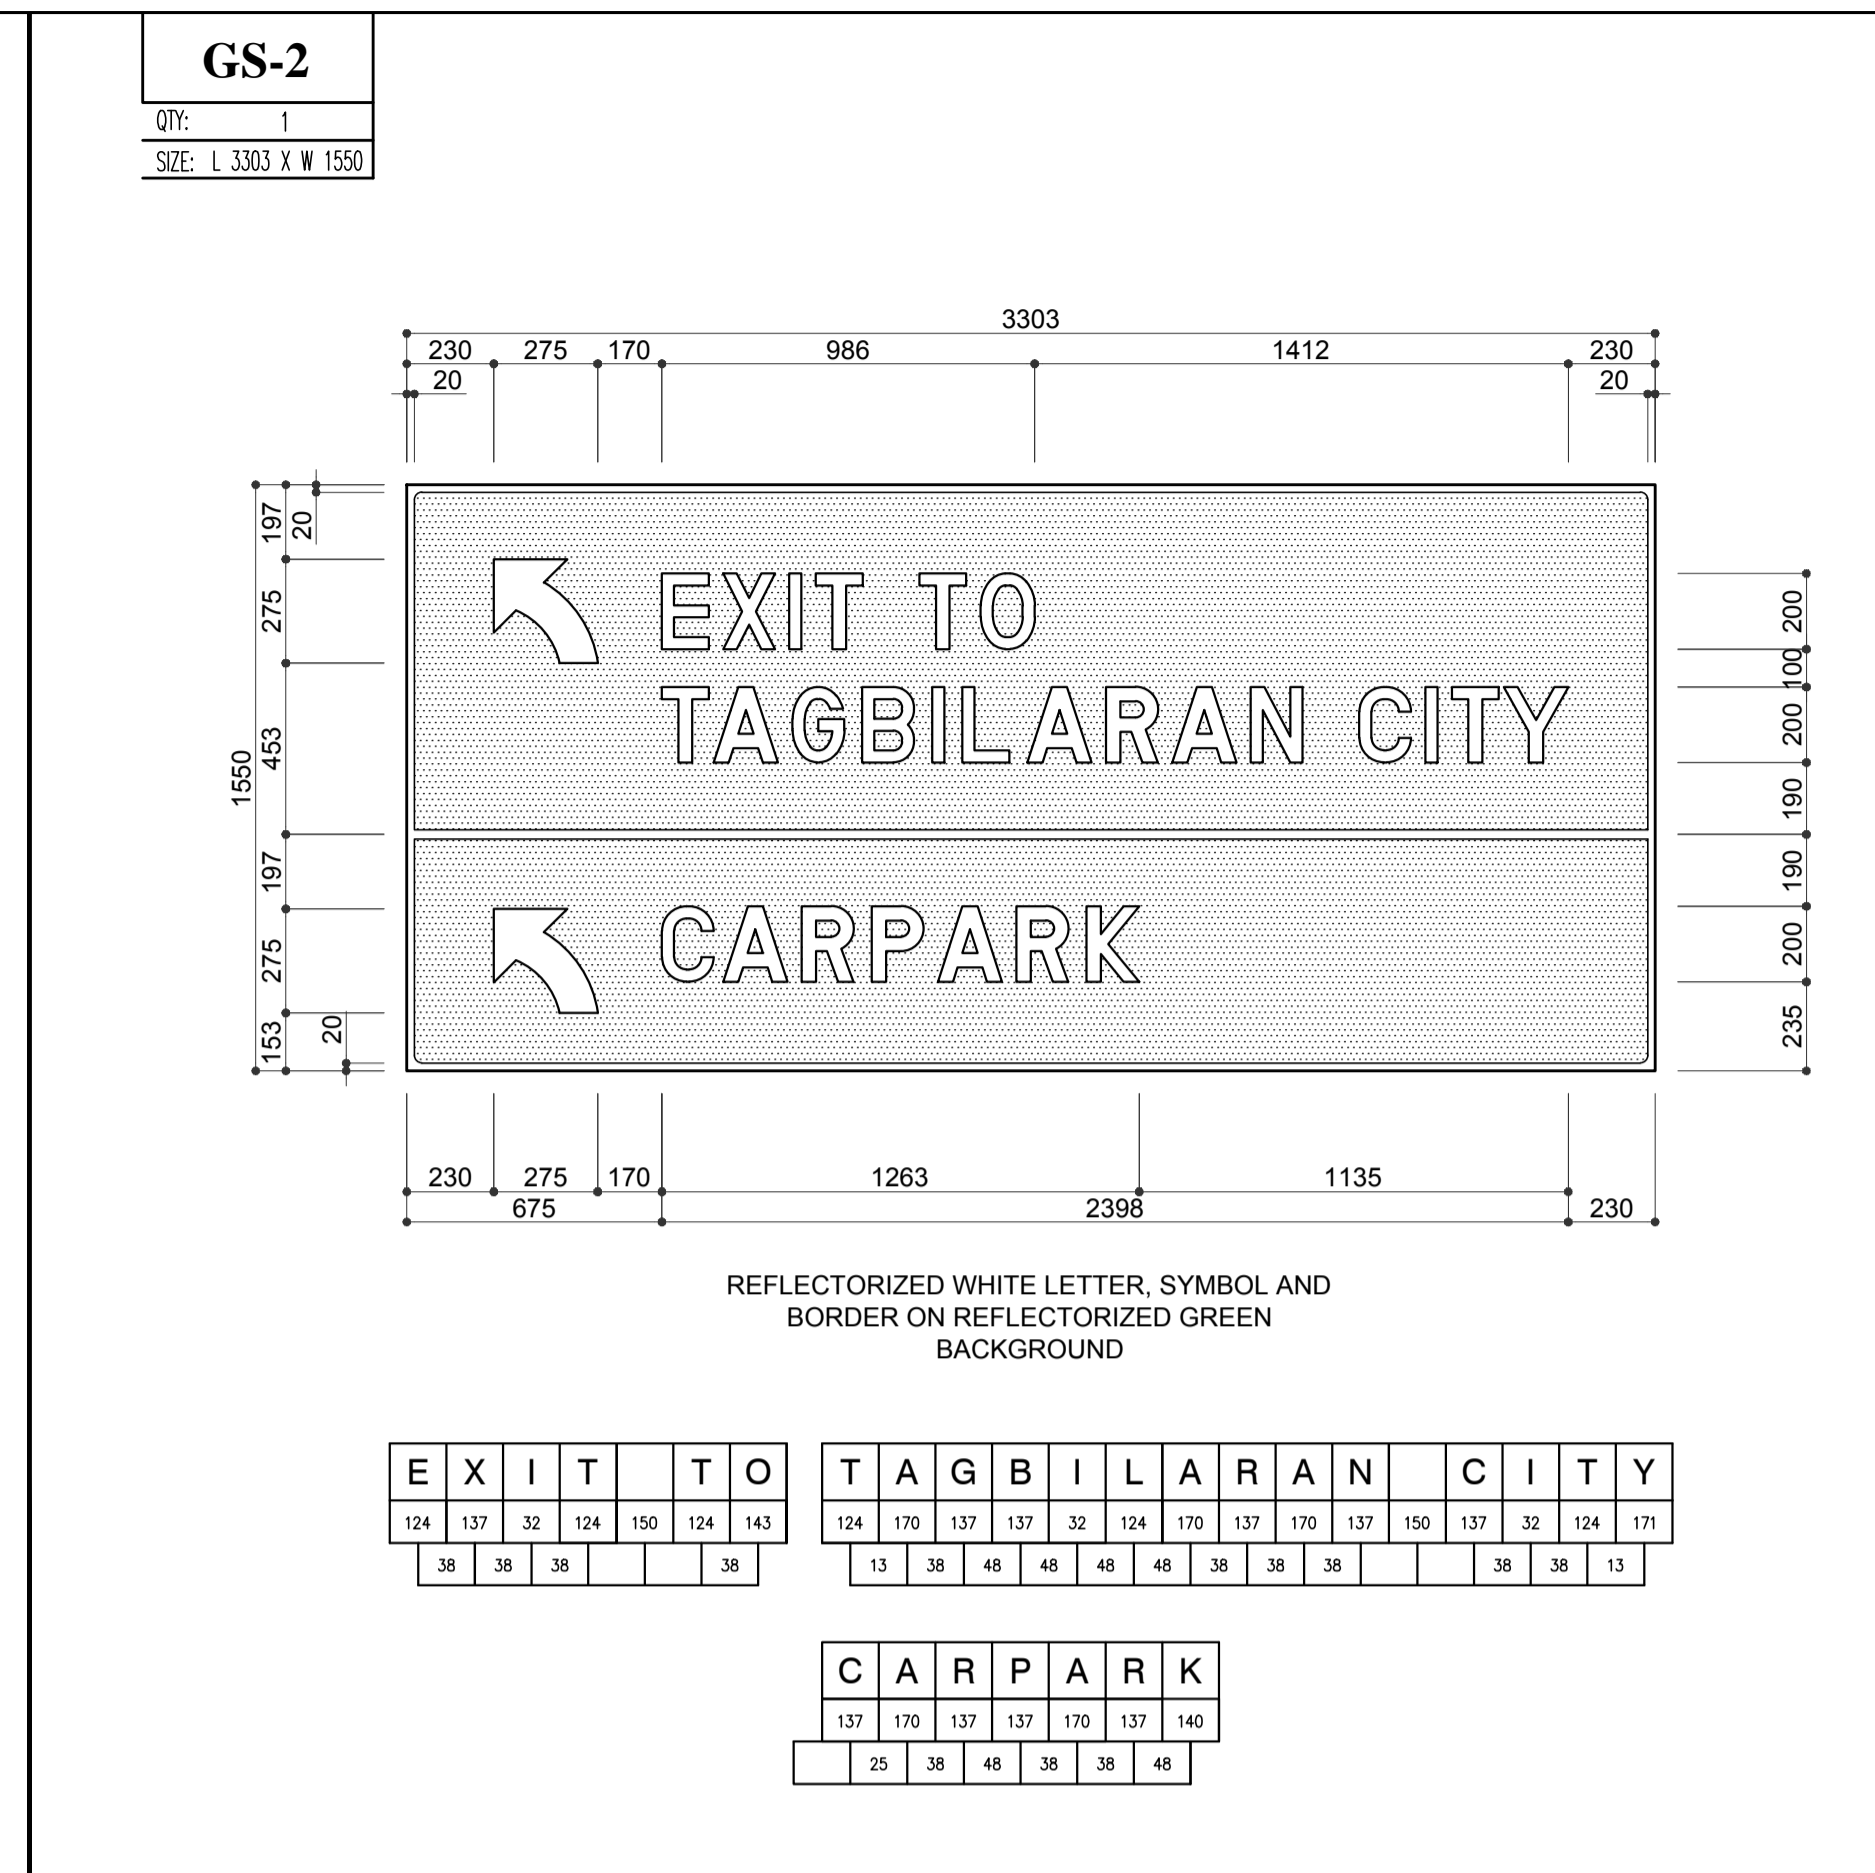 GS-2
QTY: 1
SIZE: L 3303 X W 1550
3303
230 275 170 986 1412 230
20 20
1550
197
275
453
197
275
153
20
20
EXIT TO
TAGBILARAN CITY
CARPARK
200
100
200
190
190
200
235
230 275 170 1263 1135
675 2398 230
REFLECTORIZED WHITE LETTER, SYMBOL AND
BORDER ON REFLECTORIZED GREEN
BACKGROUND
E X I T T O
124 137 32 124 150 124 143
38 38 38 38
T A G B I L A R A N C I T Y
124 170 137 137 32 124 170 137 170 137 150 137 32 124 171
13 38 48 48 48 48 38 38 38 38 38 13
C A R P A R K
137 170 137 137 170 137 140
25 38 48 38 38 48